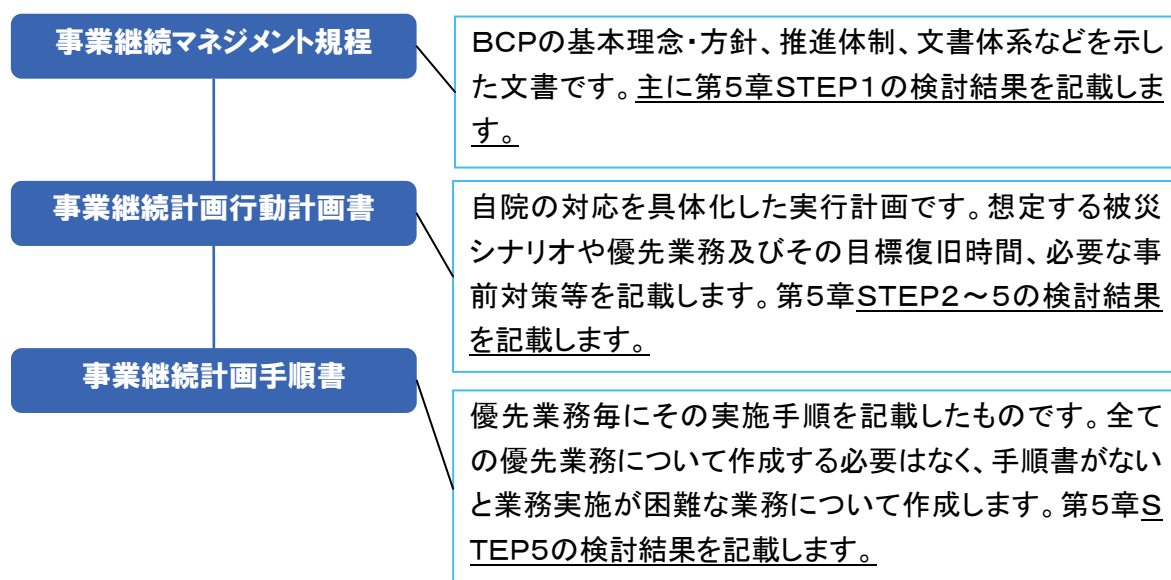 事業継続マネジメント規程
BCPの基本理念・方針、推進体制、文書体系などを示し
た文書です。主に第5章STEP1の検討結果を記載しま
す。
事業継続計画行動計画書
自院の対応を具体化した実行計画です。想定する被災
シナリオや優先業務及びその目標復旧時間、必要な事
前対策等を記載します。第5章STEP2～5の検討結果
を記載します。
事業継続計画手順書
優先業務毎にその実施手順を記載したものです。全て
の優先業務について作成する必要はなく、手順書がない
と業務実施が困難な業務について作成します。第5章S
TEP5の検討結果を記載します。